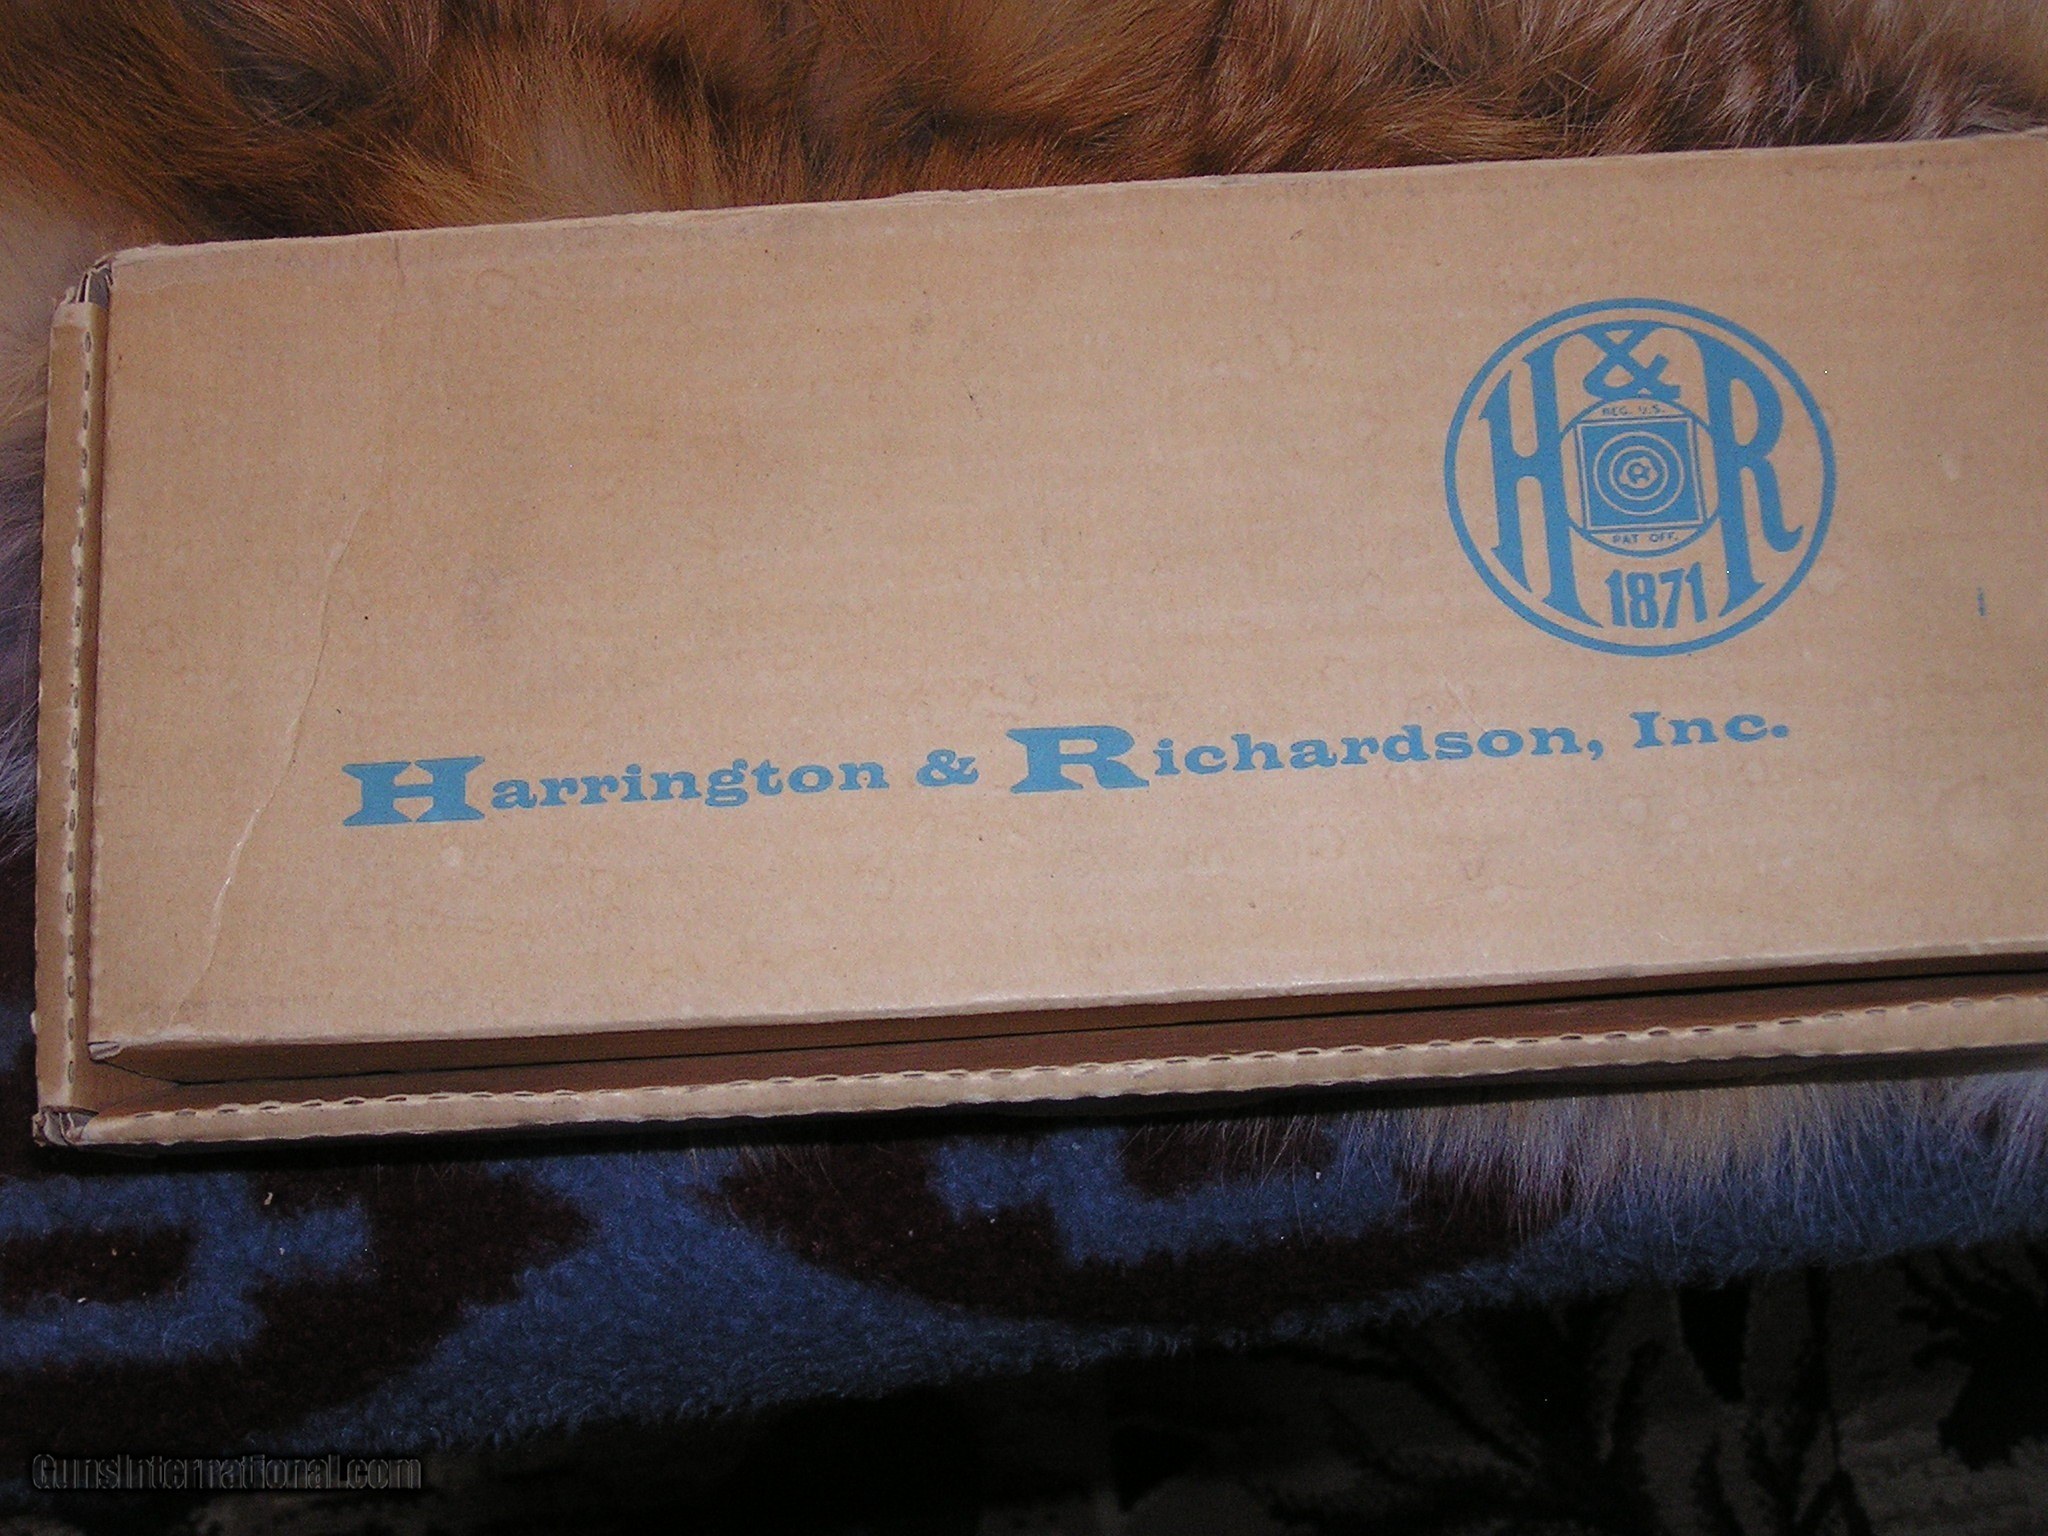 H&R
REG. U.S.
PAT. OFF.
1871
Harrington & Richardson, Inc.
GunsInternational.com